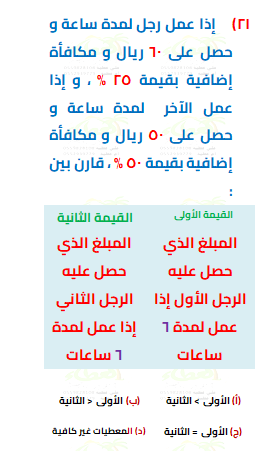 ٢١) إذا عمل رجل لمدة ساعة و
حصل على ٦٠ ريال و مكافأة
إضافية بقيمة ٢٥ % ، و إذا
عمل الآخر لمدة ساعة و
حصل على ٥٠ ريال و مكافأة
إضافية بقيمة ٥٠ % ، قارن بين
:
القيمة الأولى
المبلغ الذي
حصل عليه
الرجل الأول إذا
عمل لمدة ٦
ساعات
القيمة الثانية
المبلغ الذي
حصل عليه
الرجل الثاني
إذا عمل لمدة
٦ ساعات
(أ) الأولى > الثانية
(ب) الأولى < الثانية
(ج) الأولى = الثانية
(د) المعطيات غير كافية